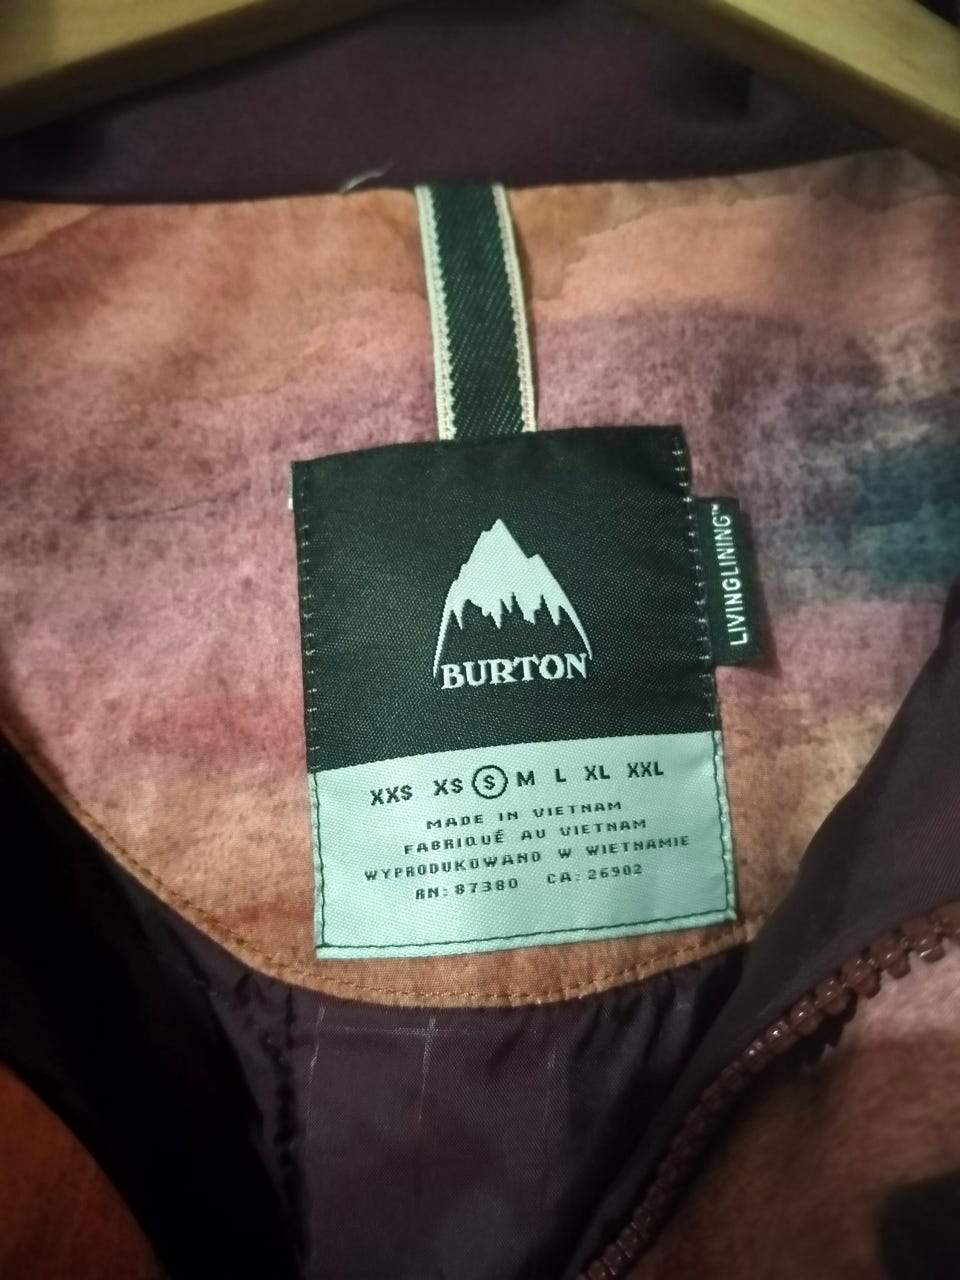 BURTON
LIVINGLINING™
XXS XS S M L XL XXL
MADE IN VIETNAM
FABRIQUÉ AU VIETNAM
WYPRODUKOWANO W WIETNAMIE
RN: 87380 CA: 26902